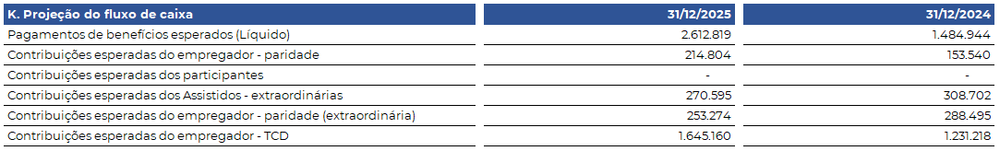 K. Projeção do fluxo de caixa 31/12/2025 31/12/2024
Pagamentos de benefícios esperados (Líquido) 2.612.819 1.484.944
Contribuições esperadas do empregador - paridade 214.804 153.540
Contribuições esperadas dos participantes - -
Contribuições esperadas dos Assistidos - extraordinárias 270.595 308.702
Contribuições esperadas do empregador - paridade (extraordinária) 253.274 288.495
Contribuições esperadas do empregador - TCD 1.645.160 1.231.218